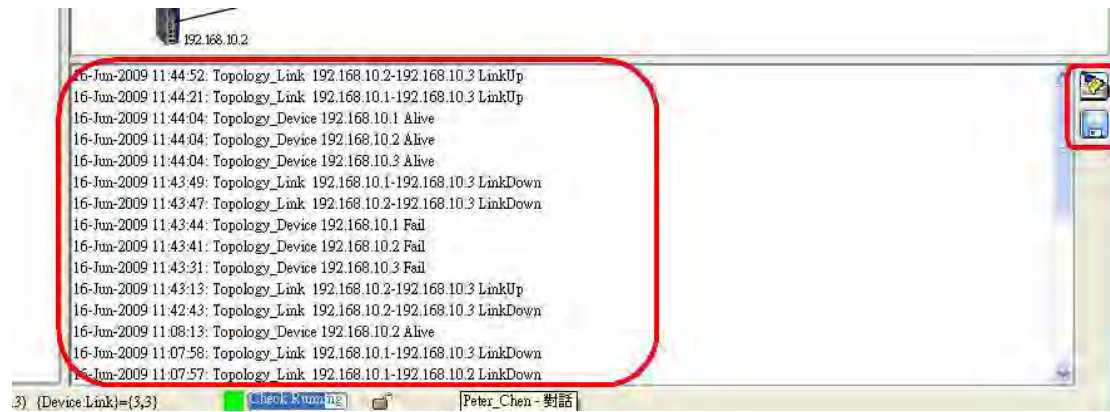 192.168.10.2
16-Jun-2009 11:44:52: Topology_Link 192.168.10.2-192.168.10.3 LinkUp
16-Jun-2009 11:44:21: Topology_Link 192.168.10.1-192.168.10.3 LinkUp
16-Jun-2009 11:44:04: Topology_Device 192.168.10.1 Alive
16-Jun-2009 11:44:04: Topology_Device 192.168.10.2 Alive
16-Jun-2009 11:44:04: Topology_Device 192.168.10.3 Alive
16-Jun-2009 11:43:49: Topology_Link 192.168.10.1-192.168.10.3 LinkDown
16-Jun-2009 11:43:47: Topology_Link 192.168.10.2-192.168.10.3 LinkDown
16-Jun-2009 11:43:44: Topology_Device 192.168.10.1 Fail
16-Jun-2009 11:43:41: Topology_Device 192.168.10.2 Fail
16-Jun-2009 11:43:31: Topology_Device 192.168.10.3 Fail
16-Jun-2009 11:43:13: Topology_Link 192.168.10.2-192.168.10.3 LinkUp
16-Jun-2009 11:42:43: Topology_Link 192.168.10.2-192.168.10.3 LinkDown
16-Jun-2009 11:08:13: Topology_Device 192.168.10.2 Alive
16-Jun-2009 11:07:58: Topology_Link 192.168.10.1-192.168.10.3 LinkDown
16-Jun-2009 11:07:57: Topology_Link 192.168.10.1-192.168.10.2 LinkDown
.3) {Device:Link}={3,3} Check Running Peter_Chen - 對話